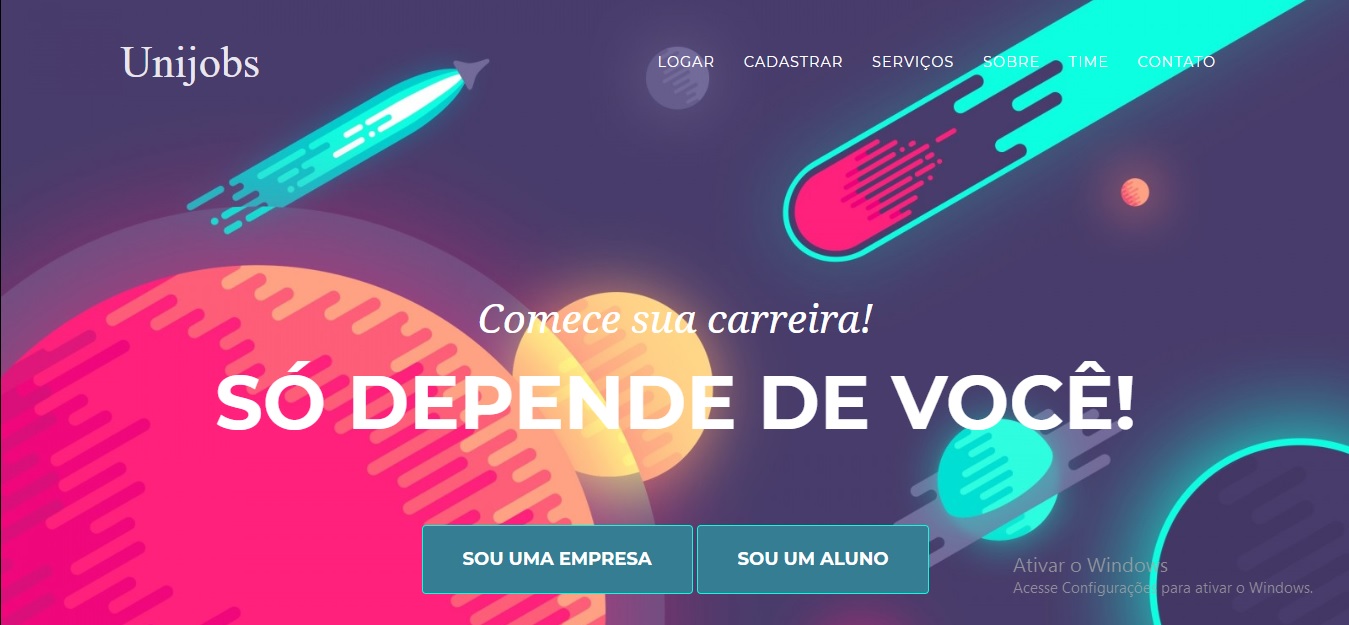 Unijobs
LOGAR CADASTRAR SERVIÇOS SOBRE TIME CONTATO
Comece sua carreira!
SÓ DEPENDE DE VOCÊ!
SOU UMA EMPRESA SOU UM ALUNO
Ativar o Windows
Acesse Configurações para ativar o Windows.